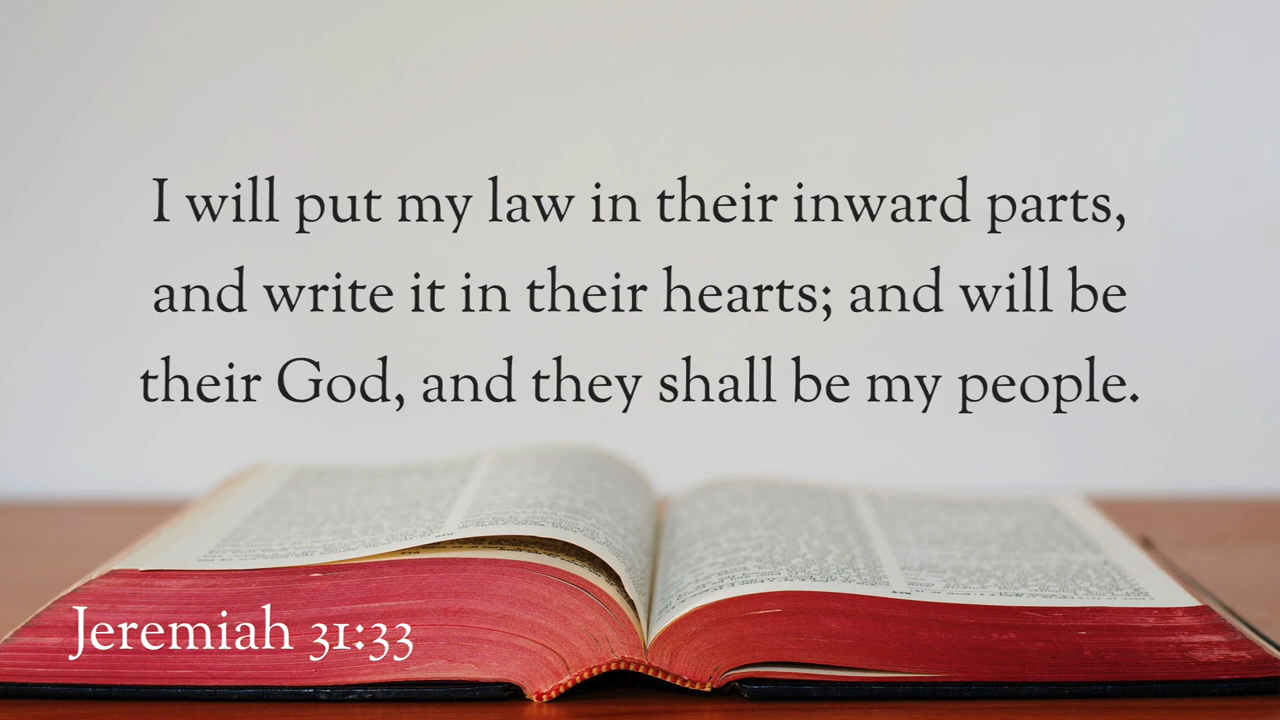 I will put my law in their inward parts,
and write it in their hearts; and will be
their God, and they shall be my people.
Jeremiah 31:33